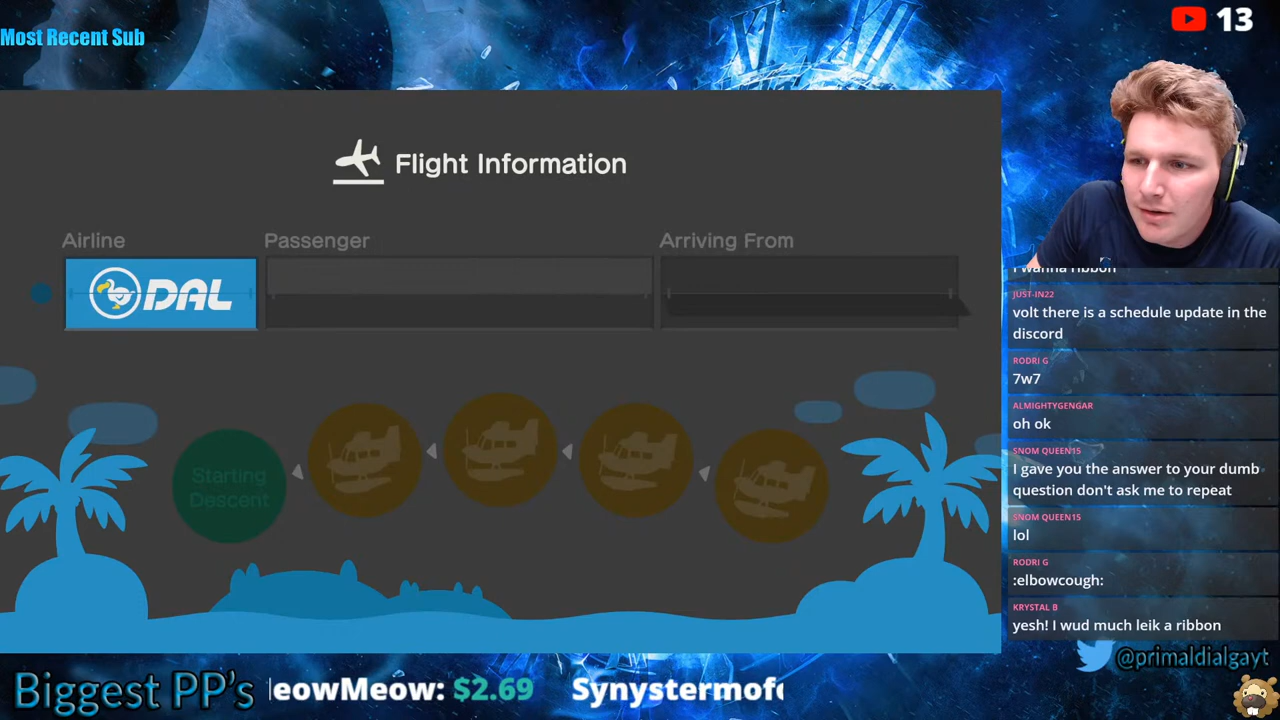 Most Recent Sub
13
Flight Information
Airline
Passenger
Arriving From
DAL
Starting
Descent
I wanna ribbon
JUST-IN22
volt there is a schedule update in the
discord
RODRI G
7w7
ALMIGHTYGENGAR
oh ok
SNOM QUEEN15
I gave you the answer to your dumb
question don't ask me to repeat
SNOM QUEEN15
lol
RODRI G
:elbowcough:
KRYSTAL B
yesh! I wud much leik a ribbon
@primaldialgayt
Biggest PP's
eowMeow: $2.69 Synystermof